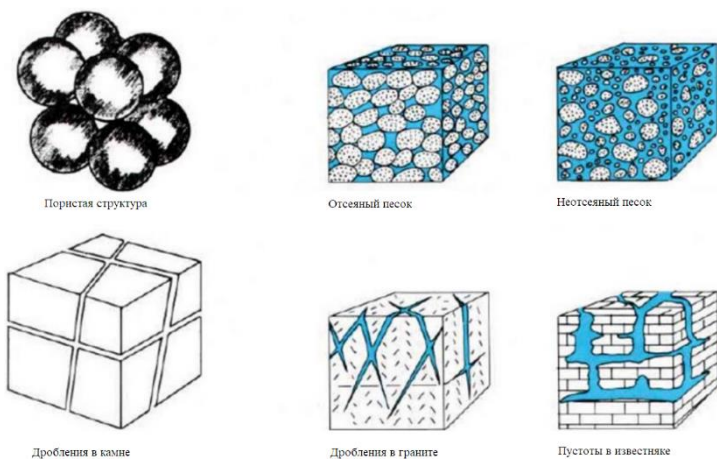 Пористая структура
Отсеяный песок
Неотсеяный песок
Дробления в камне
Дробления в граните
Пустоты в известняке